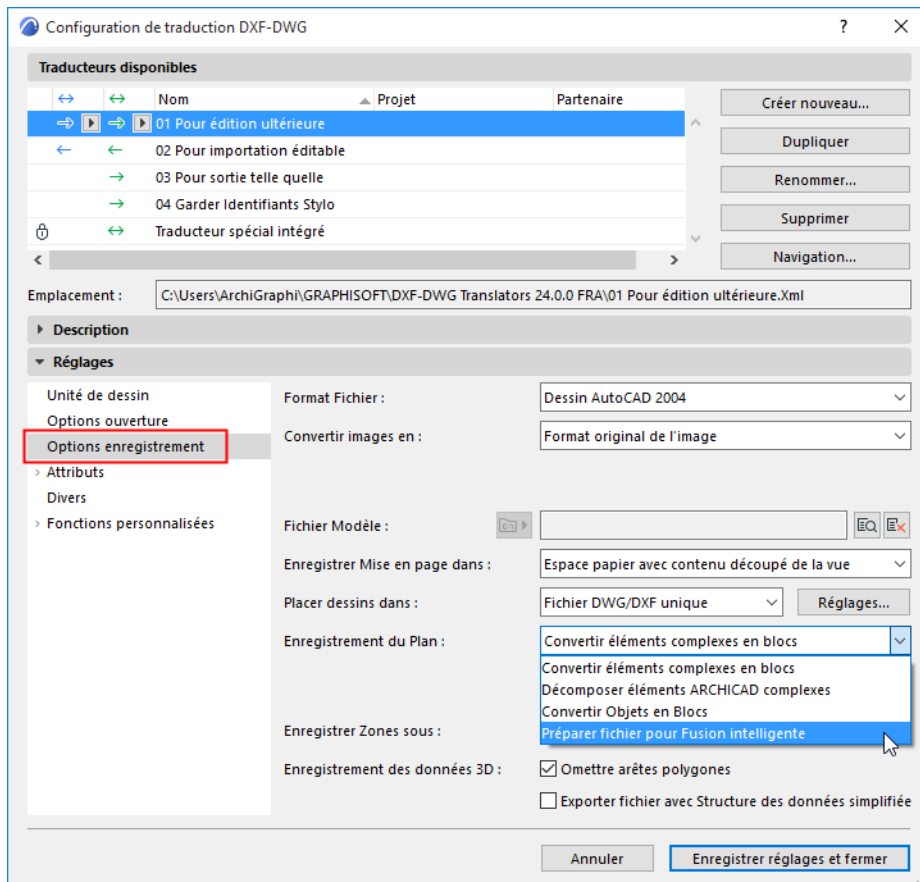 Configuration de traduction DXF-DWG ?
Traducteurs disponibles
Nom Projet Partenaire
01 Pour édition ultérieure
02 Pour importation éditable
03 Pour sortie telle quelle
04 Garder Identifiants Stylo
Traducteur spécial intégré
Créer nouveau...
Dupliquer
Renommer...
Supprimer
Navigation...
Emplacement : C:\Users\ArchiGraphi\GRAPHISOFT\DXF-DWG Translators 24.0.0 FRA\01 Pour édition ultérieure.Xml
Description
Réglages
Unité de dessin
Options ouverture
Options enregistrement
Attributs
Divers
Fonctions personnalisées
Format Fichier : Dessin AutoCAD 2004
Convertir images en : Format original de l'image
Fichier Modèle :
Enregistrer Mise en page dans : Espace papier avec contenu découpé de la vue
Placer dessins dans : Fichier DWG/DXF unique Réglages...
Enregistrement du Plan : Convertir éléments complexes en blocs
Convertir éléments complexes en blocs
Décomposer éléments ARCHICAD complexes
Convertir Objets en Blocs
Préparer fichier pour Fusion intelligente
Enregistrer Zones sous :
Enregistrement des données 3D : Omettre arêtes polygones
Exporter fichier avec Structure des données simplifiée
Annuler Enregistrer réglages et fermer